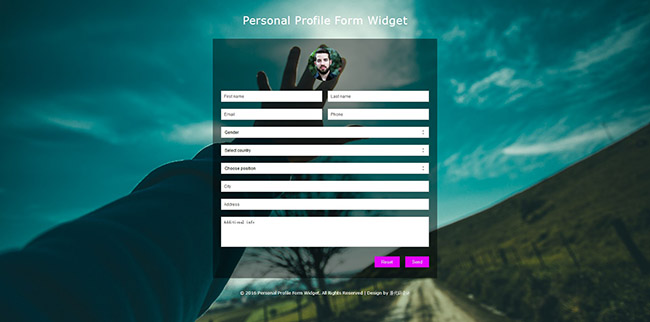 Personal Profile Form Widget
First name
Last name
Email
Phone
Gender
Select country
Choose position
City
Address
Additional info
Reset
Send
© 2016 Personal Profile Form Widget. All Rights Reserved | Design by